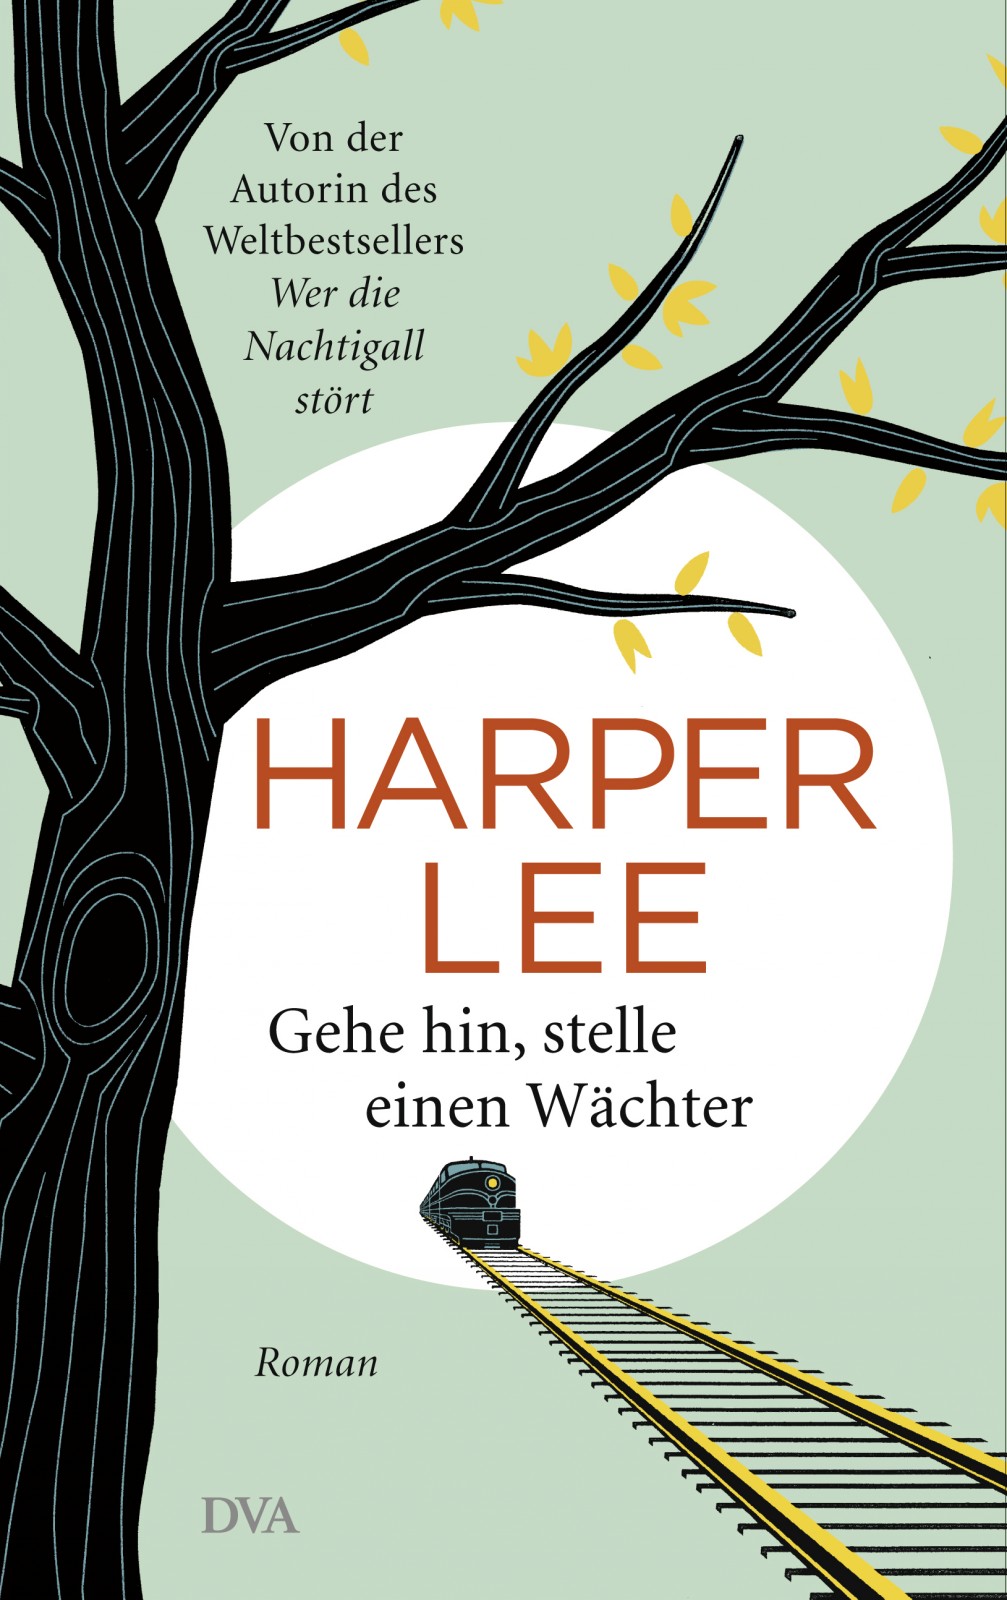 Von der
Autorin des
Weltbestsellers
Wer die
Nachtigall
stört
HARPER
LEE
Gehe hin, stelle
einen Wächter
Roman
DVA